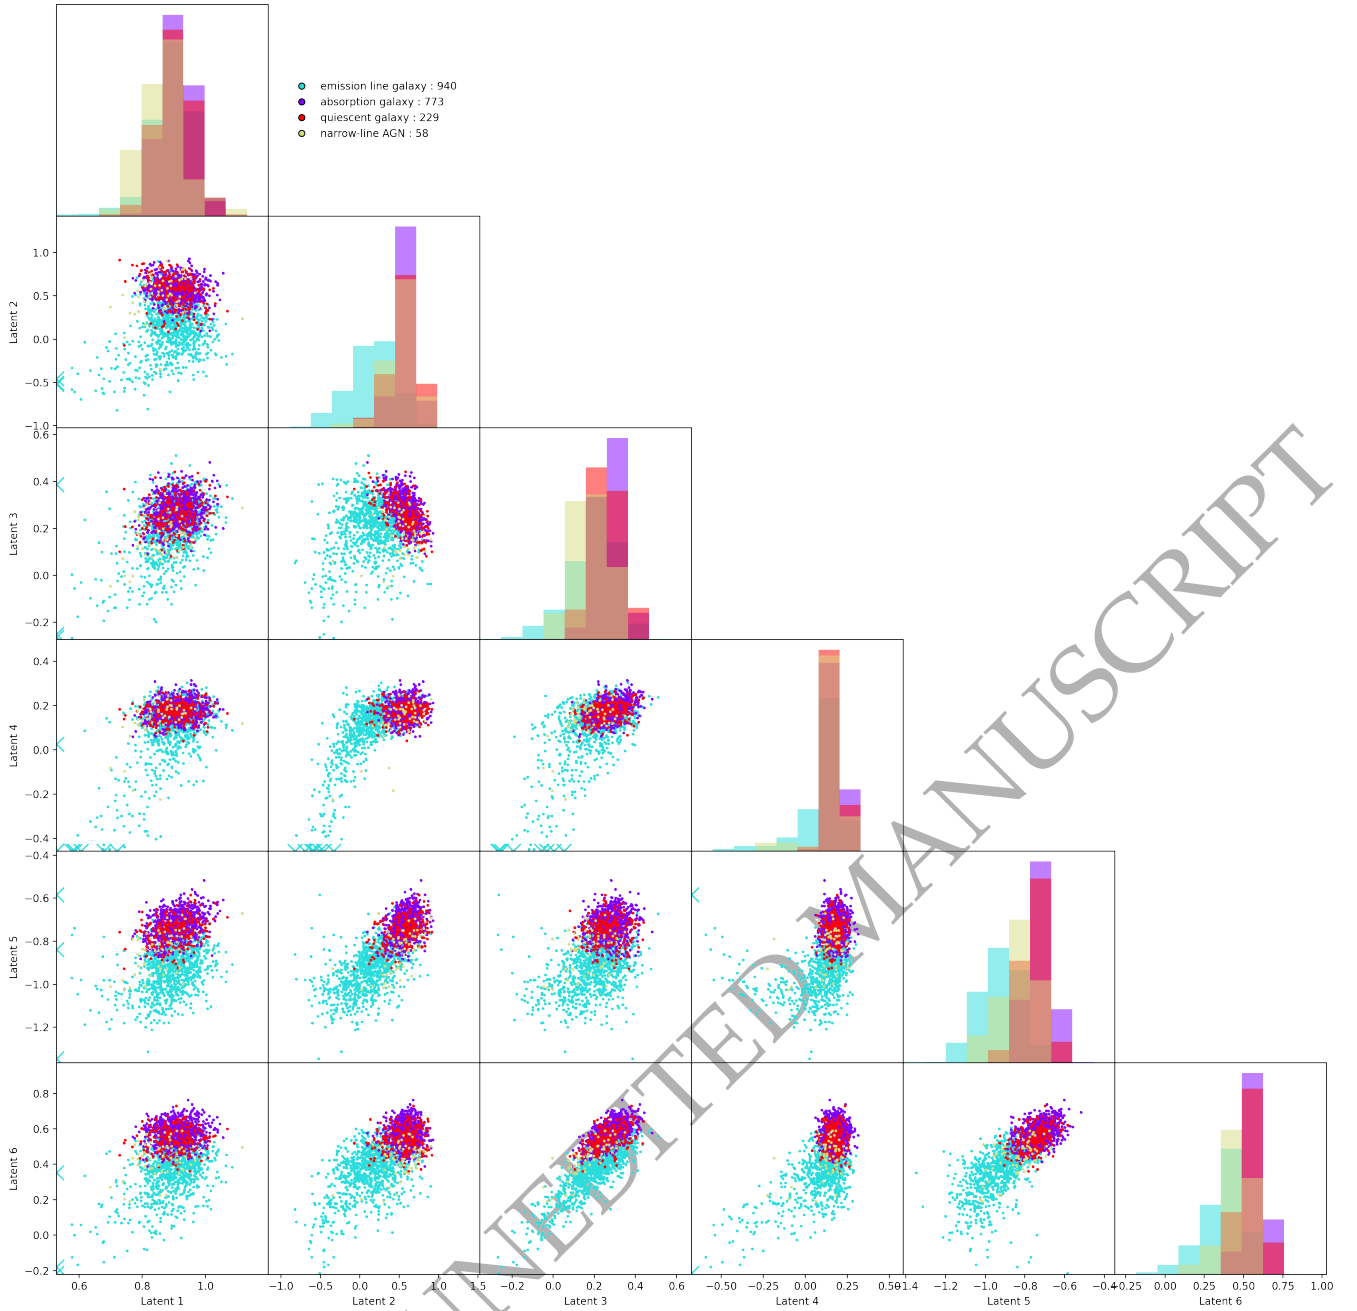 emission line galaxy : 940
absorption galaxy : 773
quiescent galaxy : 229
narrow-line AGN : 58
1.0
0.5
0.0
−0.5
−1.0
Latent 2
0.6
0.4
0.2
0.0
−0.2
Latent 3
0.4
0.2
0.0
−0.2
−0.4
Latent 4
−0.4
−0.6
−0.8
−1.0
−1.2
Latent 5
0.8
0.6
0.4
0.2
0.0
−0.2
Latent 6
0.6 0.8 1.0
−1.0 −0.5 0.0 0.5 1.0
−0.2 0.0 0.2 0.4 0.6
−0.50 −0.25 0.00 0.25 0.50
−1.2 −1.0 −0.8 −0.6 −0.4
−0.25 0.00 0.25 0.50 0.75 1.00
Latent 1 Latent 2 Latent 3 Latent 4 Latent 5 Latent 6
UNEDITED MANUSCRIPT